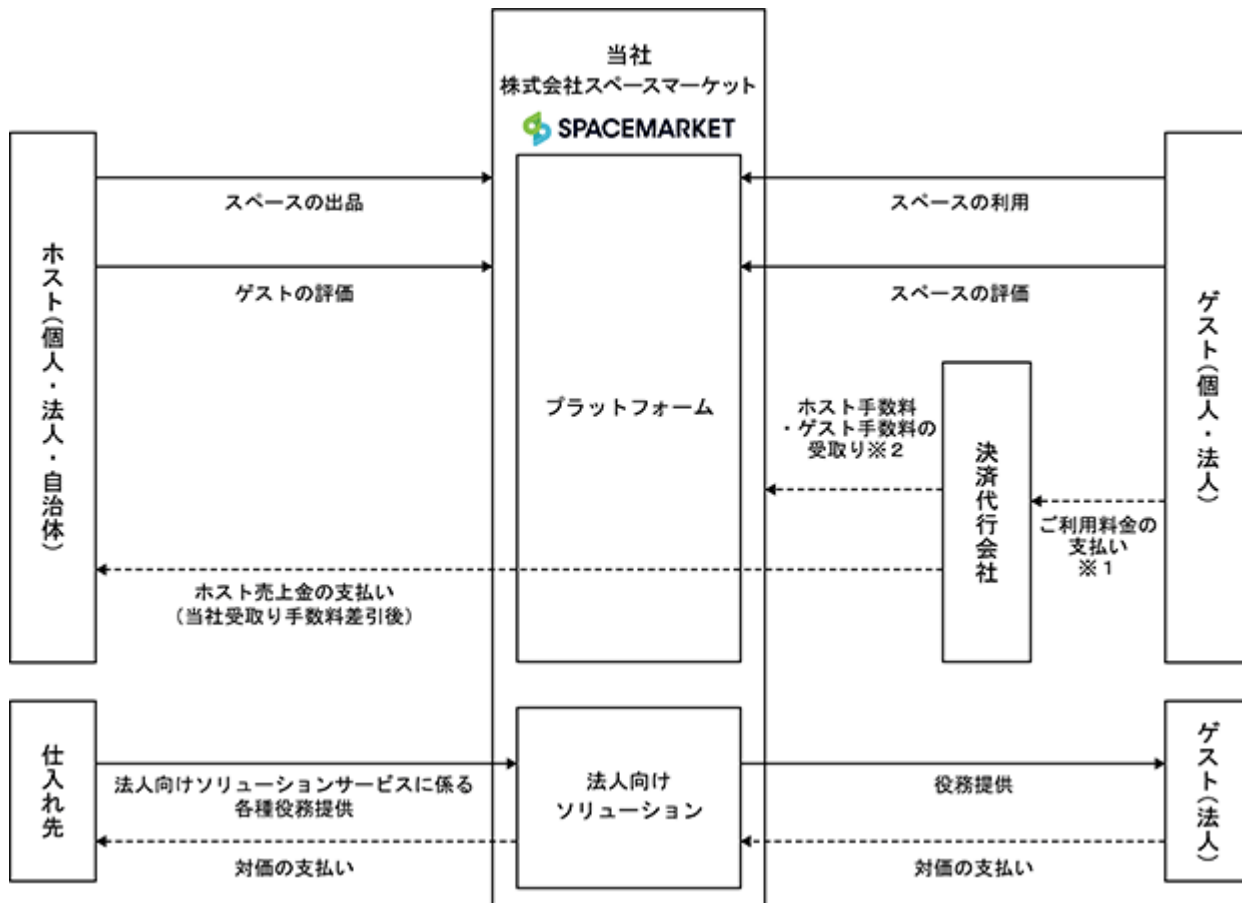 当社
株式会社スペースマーケット
SPACEMARKET
ホスト(個人・法人・自治体)
スペースの出品
ゲストの評価
プラットフォーム
スペースの利用
スペースの評価
ゲスト(個人・法人)
ホスト手数料
・ゲスト手数料の
受取り※2
決済代行会社
ご利用料金の
支払い
※1
ホスト売上金の支払い
(当社受取り手数料差引後)
仕入れ先
法人向けソリューションサービスに係る
各種役務提供
対価の支払い
法人向け
ソリューション
役務提供
対価の支払い
ゲスト(法人)